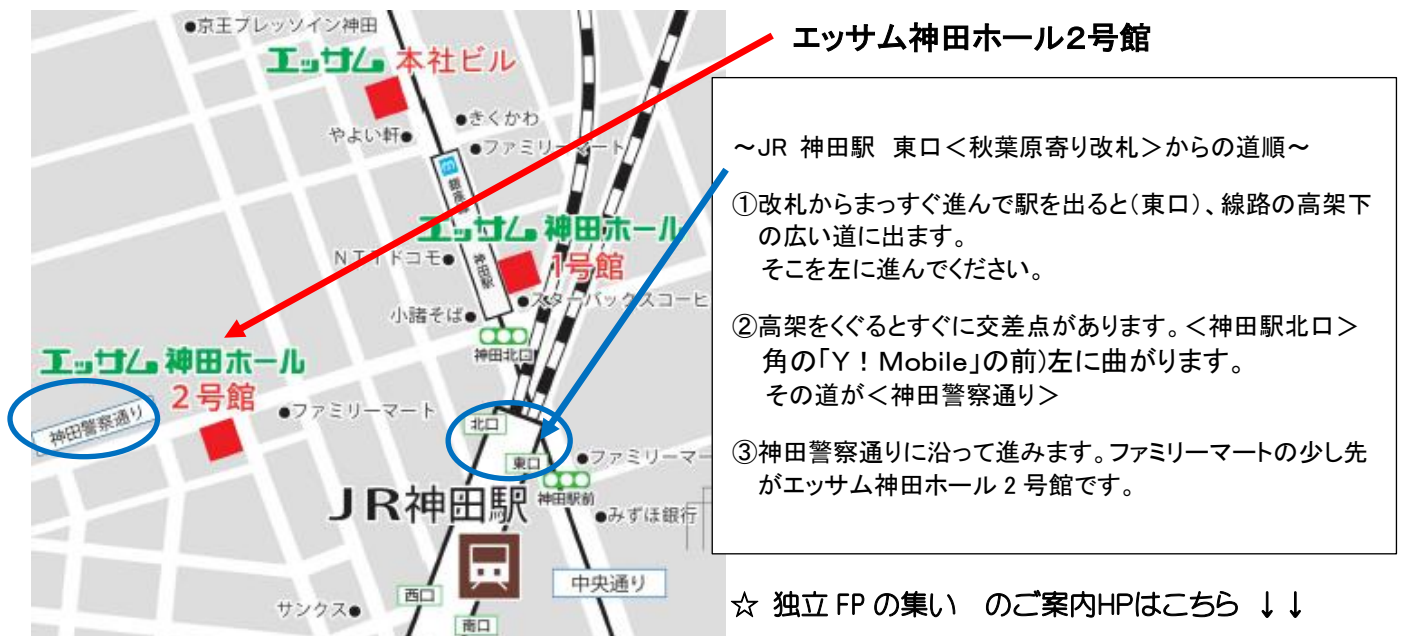 ●京王プレッソイン神田
エッサム 本社ビル
●きくかわ
やよい軒●
●ファミリーマート
銀座線
エッサム 神田ホール
1号館
NTTドコモ●
神田駅
●スターバックスコーヒ
小諸そば●
神田北口
エッサム 神田ホール
2号館
●ファミリーマート
神田警察通り
北口
東口
●ファミリーマー
神田駅前
JR神田駅
●みずほ銀行
中央通り
西口
サンクス●
南口
エッサム神田ホール2号館
~JR 神田駅 東口<秋葉原寄り改札>からの道順~
①改札からまっすぐ進んで駅を出ると(東口)、線路の高架下
の広い道に出ます。
そこを左に進んでください。
②高架をくぐるとすぐに交差点があります。<神田駅北口>
角の「Y!Mobile」の前)左に曲がります。
その道が<神田警察通り>
③神田警察通りに沿って進みます。ファミリーマートの少し先
がエッサム神田ホール 2 号館です。
☆ 独立 FP の集い のご案内HPはこちら ↓↓